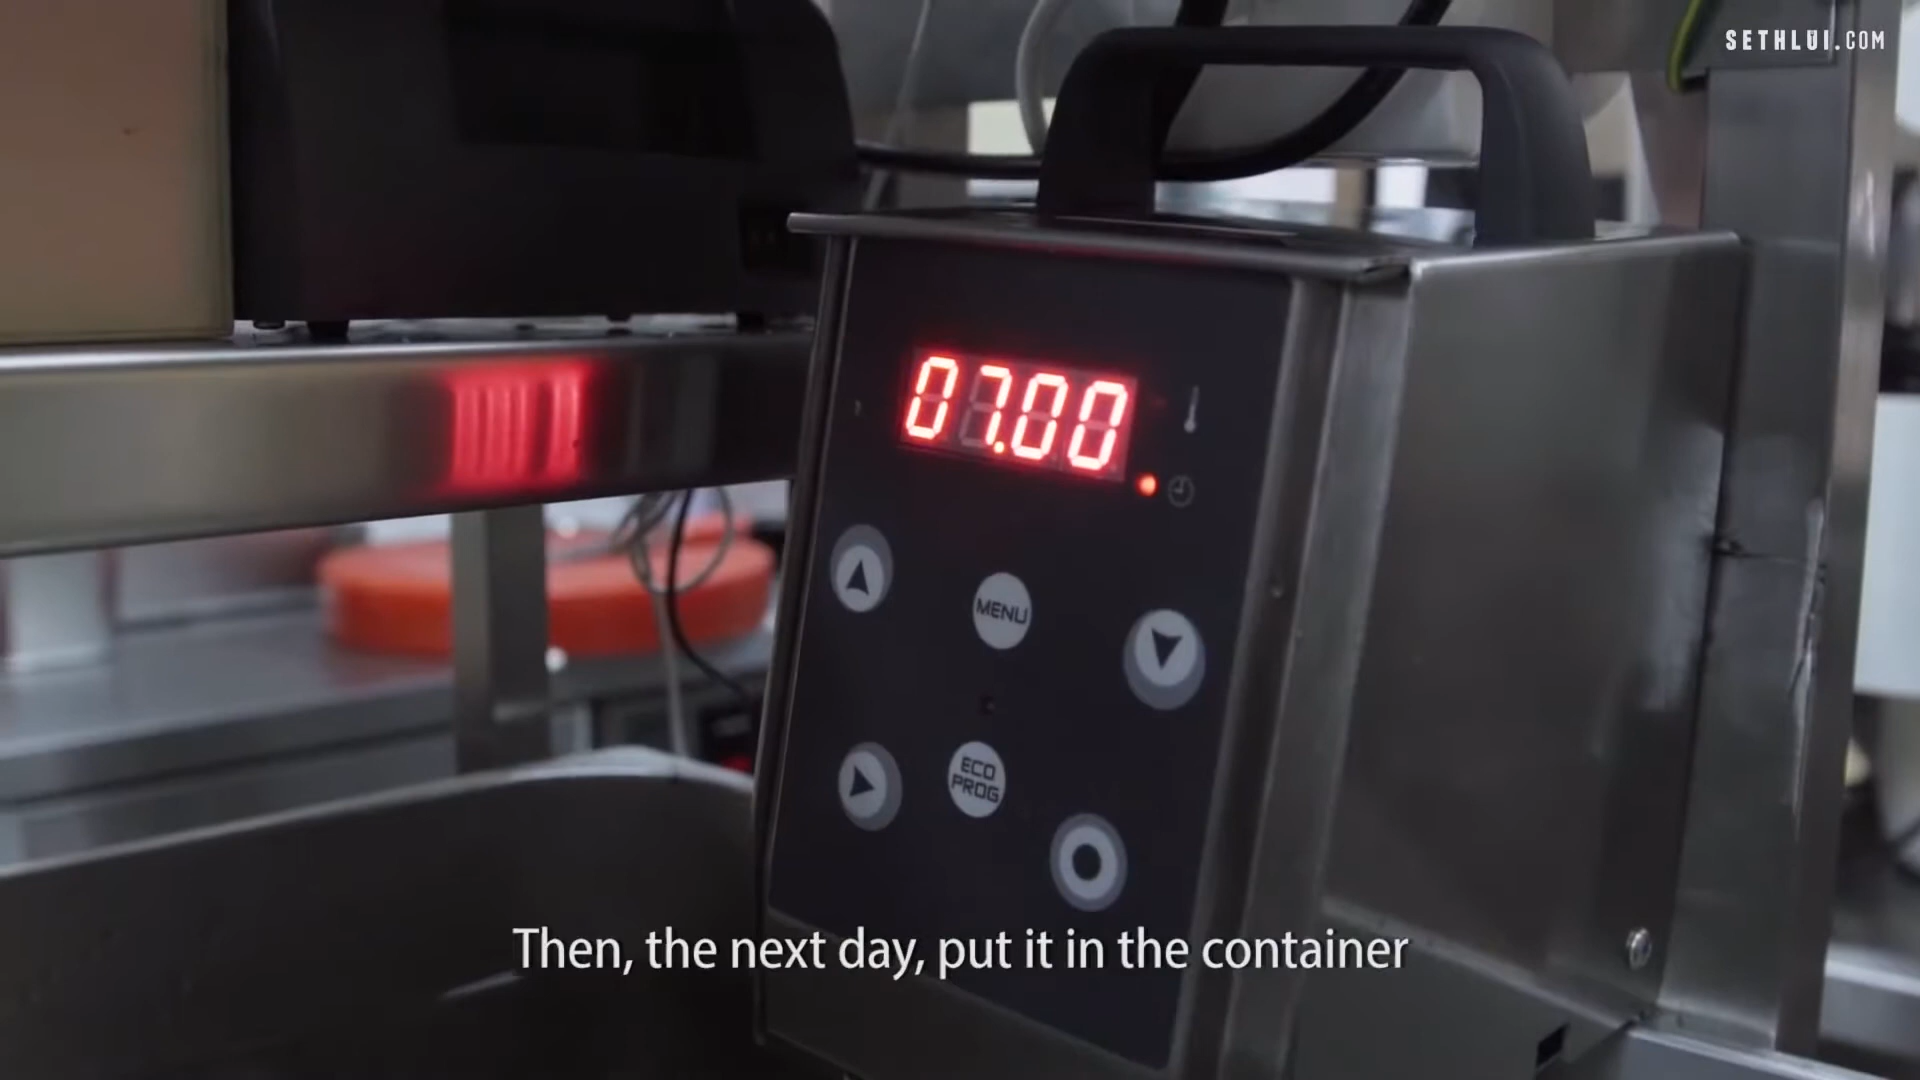 SETHLUI.COM
07.00
MENU
ECO
PROG
Then, the next day, put it in the container